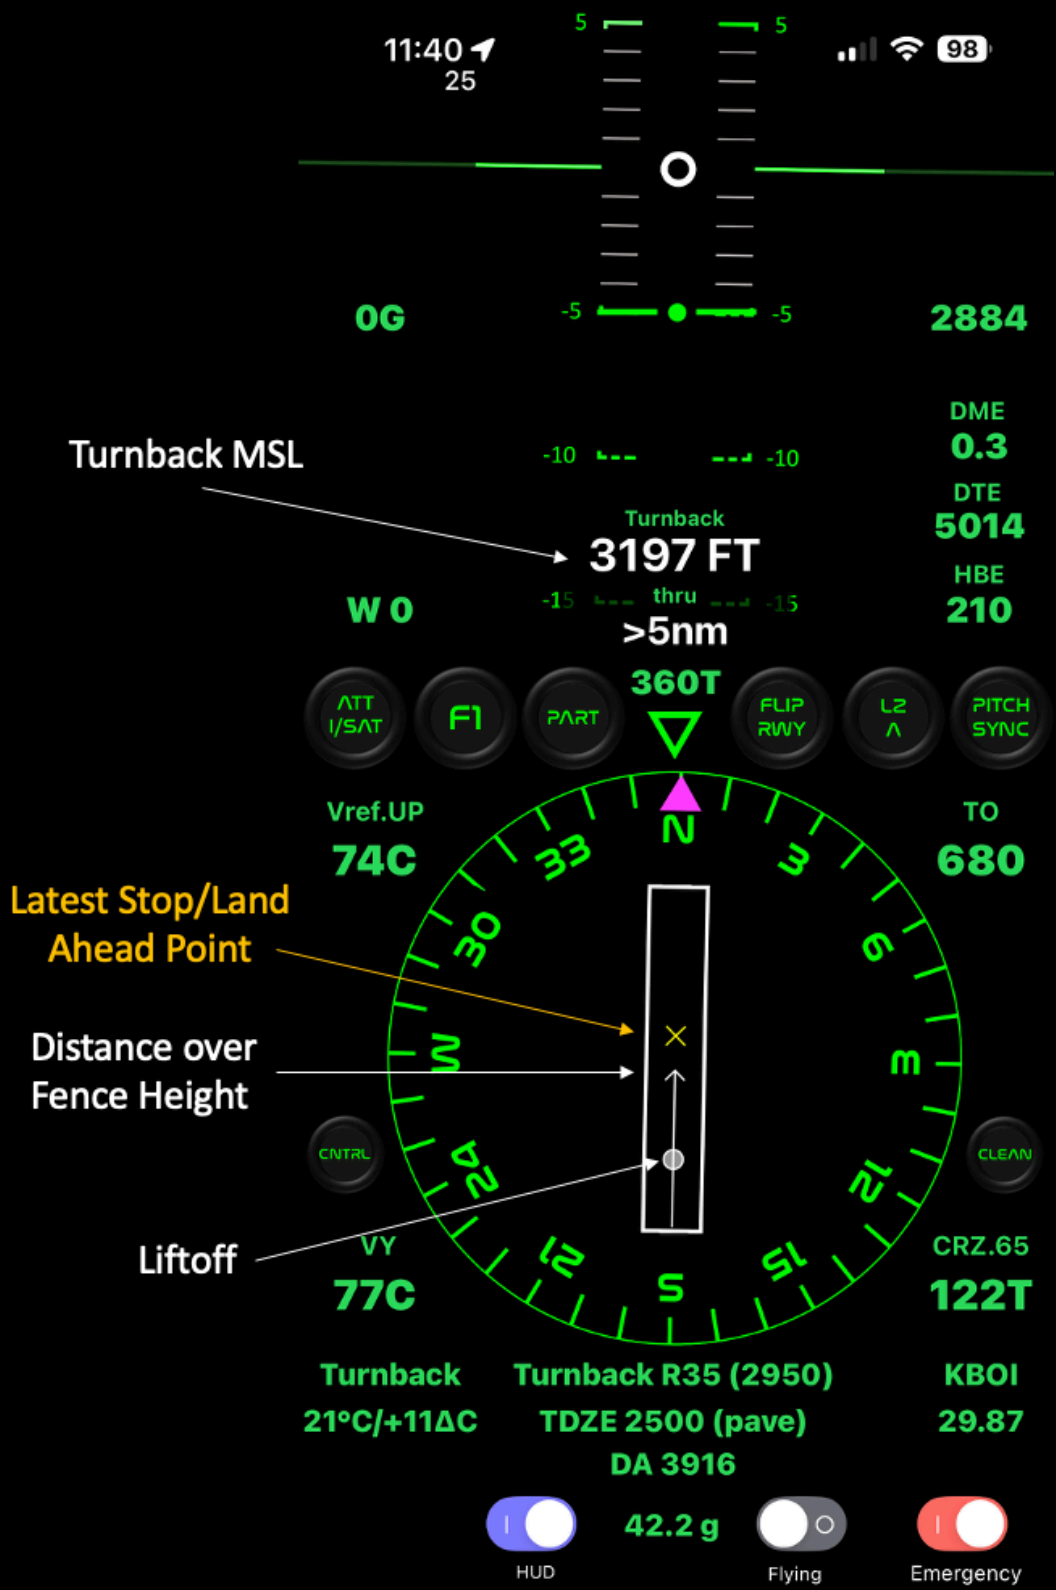 5 5
11:40 98
25
-5 -5
0G 2884
DME
0.3
Turnback MSL
-10 -10
DTE
Turnback
5014
3197 FT
HBE
-15 thru -15
W 0 210
>5nm
360T
ATT
I/SAT
F1
PART
FLIP
RWY
L2
Λ
PITCH
SYNC
Vref.UP TO
74C 680
N
33 3
Latest Stop/Land
Ahead Point
30 6
Distance over
Fence Height
W E
CNTRL CLEAN
24 12
Liftoff
21 15
S
VY CRZ.65
77C 122T
Turnback Turnback R35 (2950) KBOI
21°C/+11ΔC TDZE 2500 (pave) 29.87
DA 3916
42.2 g
HUD Flying Emergency